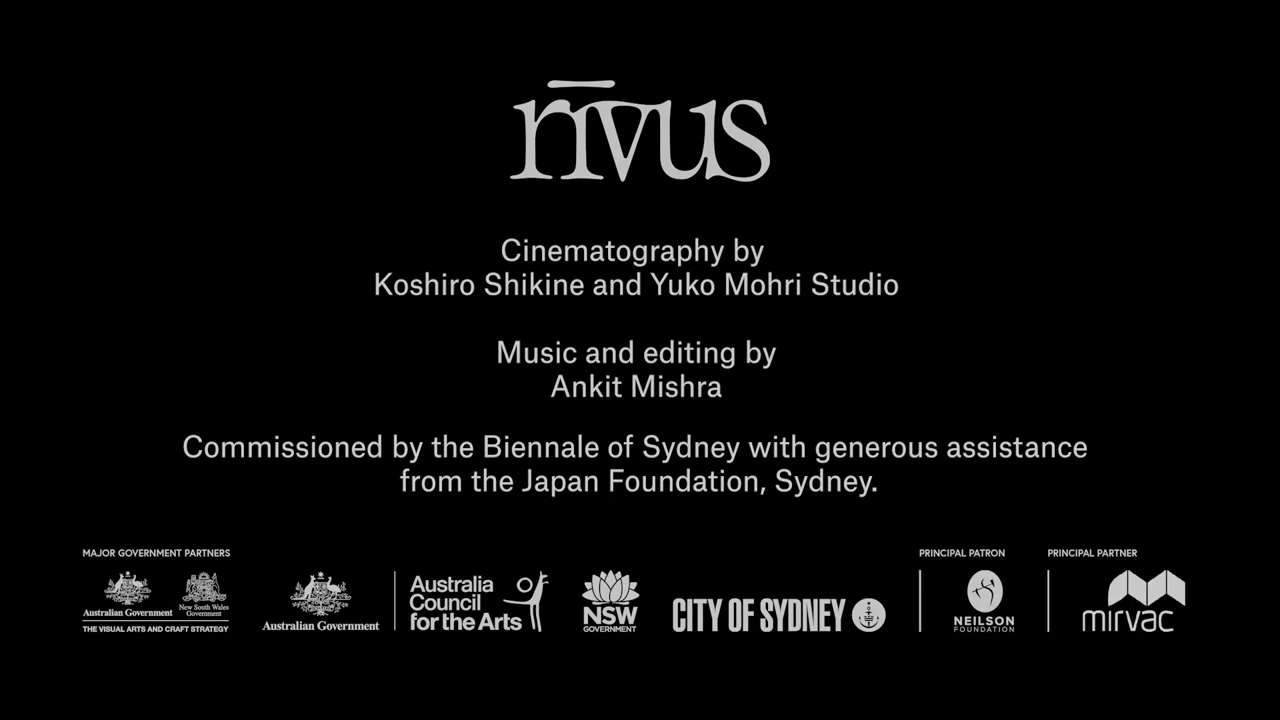 rīvus
Cinematography by
Koshiro Shikine and Yuko Mohri Studio
Music and editing by
Ankit Mishra
Commissioned by the Biennale of Sydney with generous assistance
from the Japan Foundation, Sydney.
MAJOR GOVERNMENT PARTNERS
Australian Government
New South Wales
Government
THE VISUAL ARTS AND CRAFT STRATEGY
Australian Government
Australia
Council
for the Arts
NSW
GOVERNMENT
CITY OF SYDNEY
PRINCIPAL PATRON
NEILSON
FOUNDATION
PRINCIPAL PARTNER
mirvac